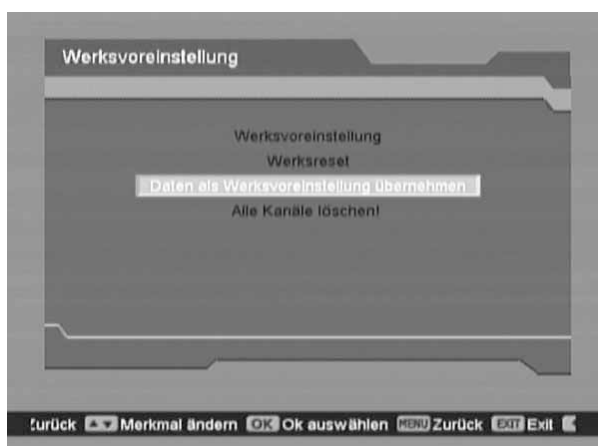 Werksvoreinstellung
Werksvoreinstellung
Werksreset
Daten als Werksvoreinstellung übernehmen
Alle Kanäle löschen!
urück ▲▼ Merkmal ändern OK Ok auswählen MENU Zurück EXIT Exit